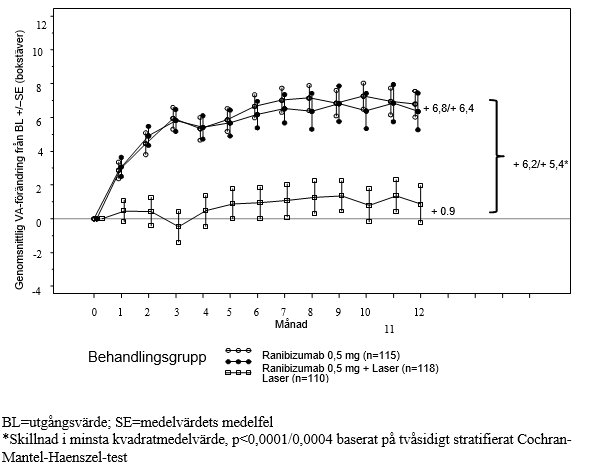 Genomsnittlig VA-förändring från BL +/–SE (bokstäver)
12
10
8
6
4
2
0
-2
-4
+ 6,8/+ 6,4
+ 6,2/+ 5,4*
+ 0.9
0 1 2 3 4 5 6 7 8 9 10 12
11
Månad
Behandlingsgrupp
Ranibizumab 0,5 mg (n=115)
Ranibizumab 0,5 mg + Laser (n=118)
Laser (n=110)
BL=utgångsvärde; SE=medelvärdets medelfel
*Skillnad i minsta kvadratmedelvärde, p<0,0001/0,0004 baserat på tvåsidigt stratifierat Cochran-
Mantel-Haenszel-test